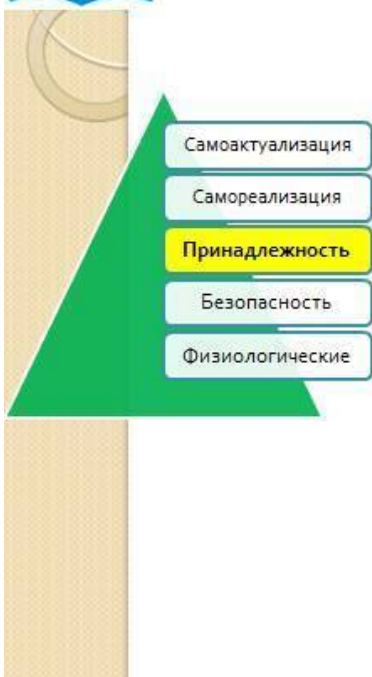 Самоактуализация
Самореализация
Принадлежность
Безопасность
Физиологические